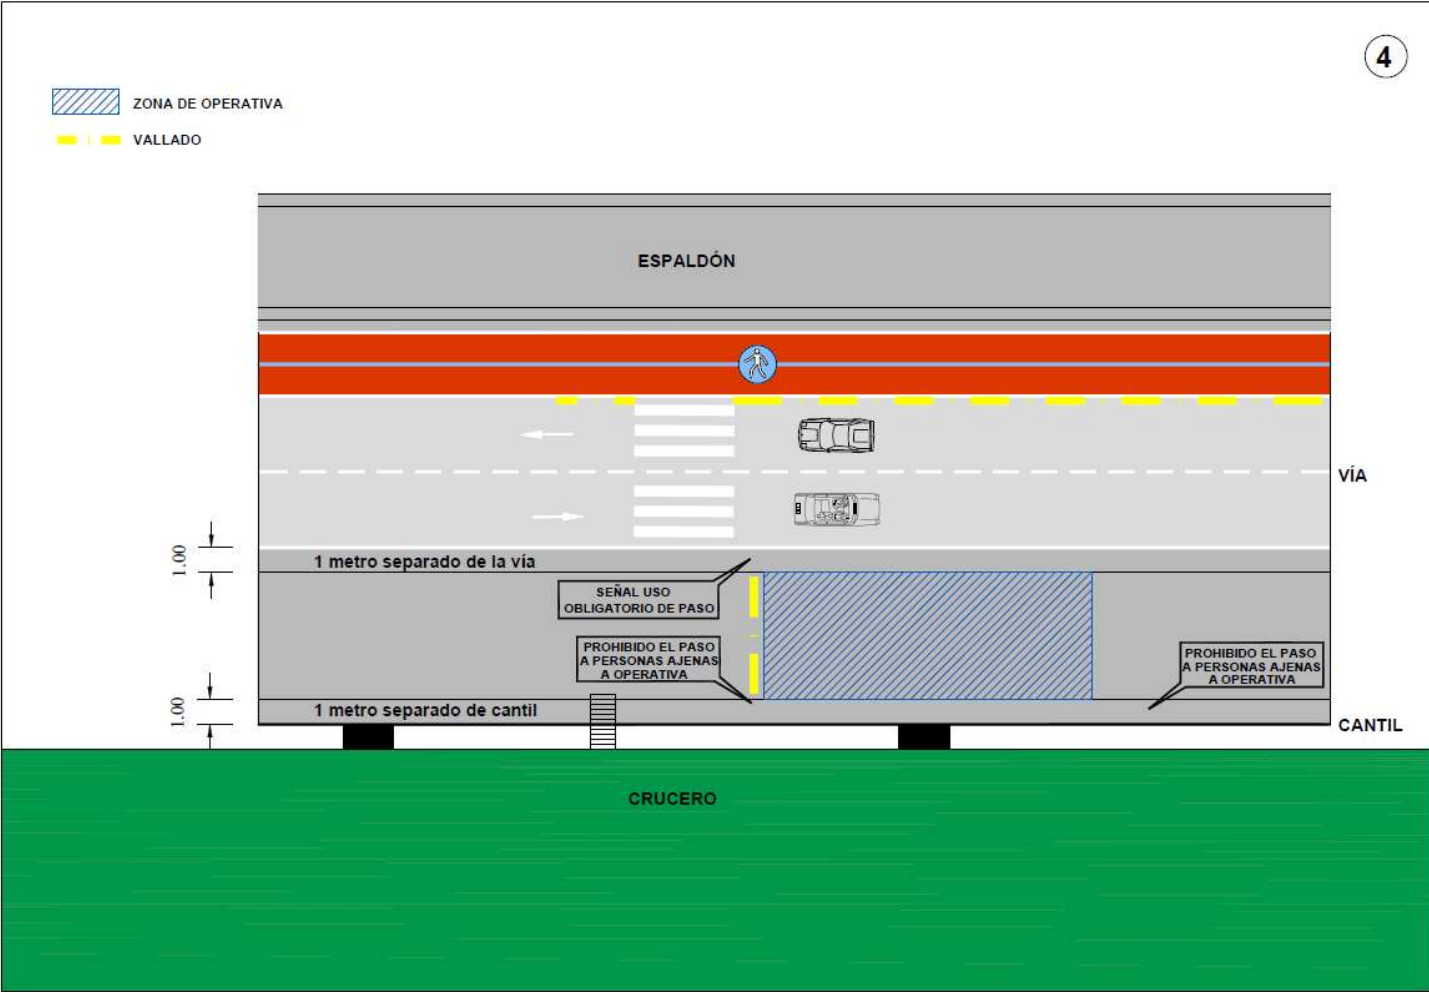 4
ZONA DE OPERATIVA
VALLADO
ESPALDÓN
VÍA
1.00
1 metro separado de la vía
SEÑAL USO
OBLIGATORIO DE PASO
PROHIBIDO EL PASO
A PERSONAS AJENAS
A OPERATIVA
PROHIBIDO EL PASO
A PERSONAS AJENAS
A OPERATIVA
1.00
1 metro separado de cantil
CANTIL
CRUCERO